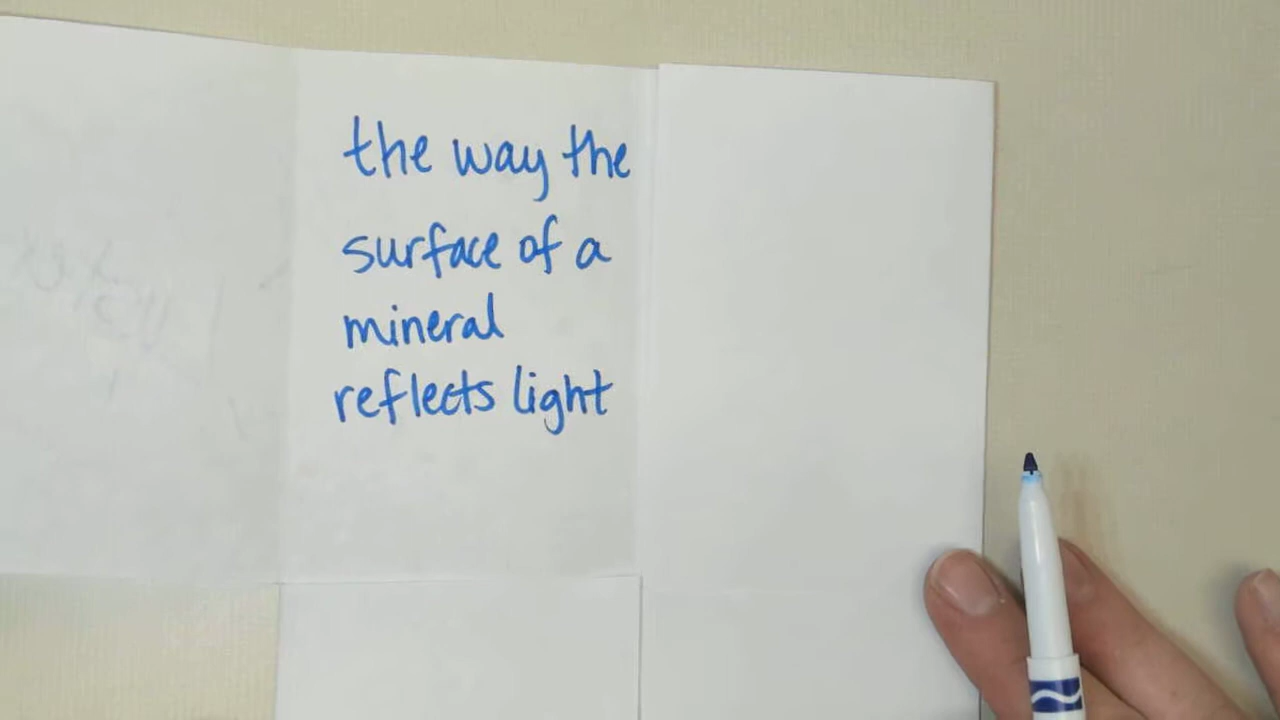 the way the
surface of a
mineral
reflects light